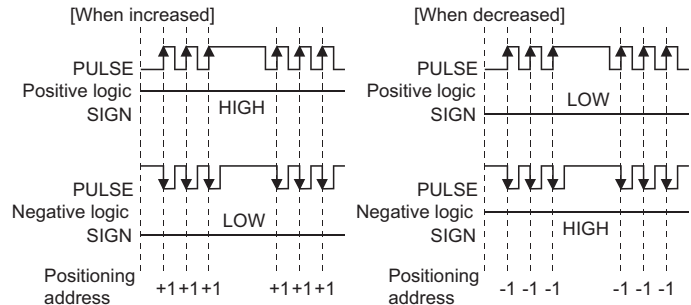 [When increased]
PULSE
Positive logic
HIGH
SIGN
PULSE
Negative logic
LOW
SIGN
Positioning
address
+1 +1 +1 +1 +1 +1
[When decreased]
PULSE
Positive logic
LOW
SIGN
PULSE
Negative logic
HIGH
SIGN
Positioning
address
-1 -1 -1 -1 -1 -1